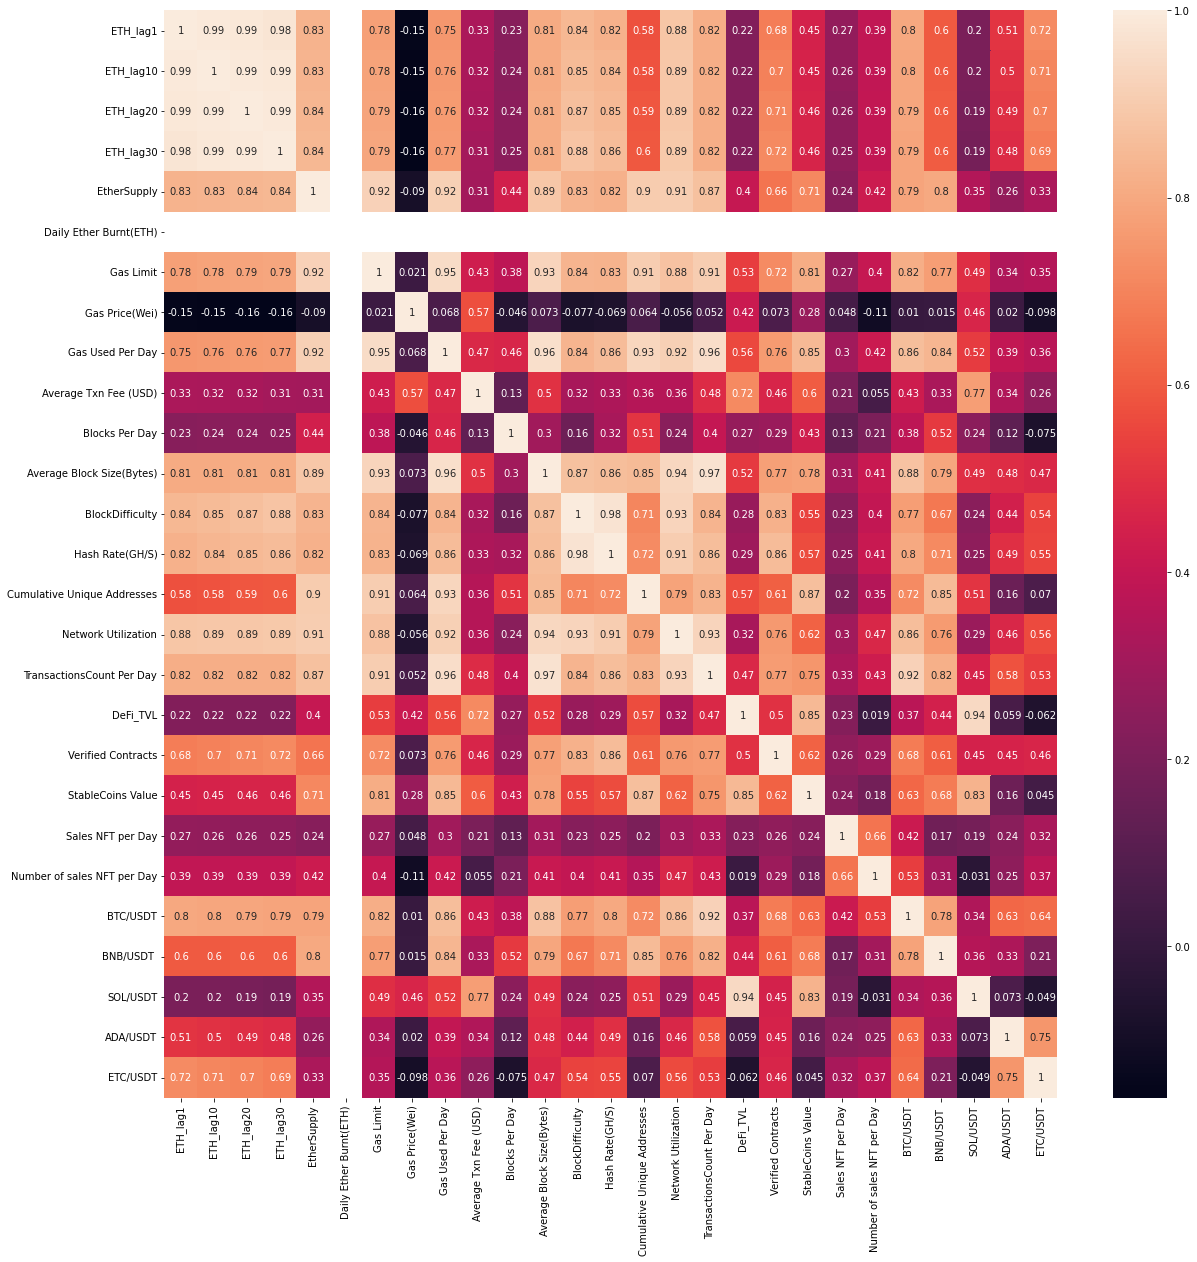 ETH_lag1 1 0.99 0.99 0.98 0.83 0.78 -0.15 0.75 0.33 0.23 0.81 0.84 0.82 0.58 0.88 0.82 0.22 0.68 0.45 0.27 0.39 0.8 0.6 0.2 0.51 0.72
ETH_lag10 0.99 1 0.99 0.99 0.83 0.78 -0.15 0.76 0.32 0.24 0.81 0.85 0.84 0.58 0.89 0.82 0.22 0.7 0.45 0.26 0.39 0.8 0.6 0.2 0.5 0.71
ETH_lag20 0.99 0.99 1 0.99 0.84 0.79 -0.16 0.76 0.32 0.24 0.81 0.87 0.85 0.59 0.89 0.82 0.22 0.71 0.46 0.26 0.39 0.79 0.6 0.19 0.49 0.7
ETH_lag30 0.98 0.99 0.99 1 0.84 0.79 -0.16 0.77 0.31 0.25 0.81 0.88 0.86 0.6 0.89 0.82 0.22 0.72 0.46 0.25 0.39 0.79 0.6 0.19 0.48 0.69
EtherSupply 0.83 0.83 0.84 0.84 1 0.92 -0.09 0.92 0.31 0.44 0.89 0.83 0.82 0.9 0.91 0.87 0.4 0.66 0.71 0.24 0.42 0.79 0.8 0.35 0.26 0.33
Daily Ether Burnt(ETH)
Gas Limit 0.78 0.78 0.79 0.79 0.92 1 0.021 0.95 0.43 0.38 0.93 0.84 0.83 0.91 0.88 0.91 0.53 0.72 0.81 0.27 0.4 0.82 0.77 0.49 0.34 0.35
Gas Price(Wei) -0.15 -0.15 -0.16 -0.16 -0.09 0.021 1 0.068 0.57 -0.046 0.073 -0.077 -0.069 0.064 -0.056 0.052 0.42 0.073 0.28 0.048 -0.11 0.01 0.015 0.46 0.02 -0.098
Gas Used Per Day 0.75 0.76 0.76 0.77 0.92 0.95 0.068 1 0.47 0.46 0.96 0.84 0.86 0.93 0.92 0.96 0.56 0.76 0.85 0.3 0.42 0.86 0.84 0.52 0.39 0.36
Average Txn Fee (USD) 0.33 0.32 0.32 0.31 0.31 0.43 0.57 0.47 1 0.13 0.5 0.32 0.33 0.36 0.36 0.48 0.72 0.46 0.6 0.21 0.055 0.43 0.33 0.77 0.34 0.26
Blocks Per Day 0.23 0.24 0.24 0.25 0.44 0.38 -0.046 0.46 0.13 1 0.3 0.16 0.32 0.51 0.24 0.4 0.27 0.29 0.43 0.13 0.21 0.38 0.52 0.24 0.12 -0.075
Average Block Size(Bytes) 0.81 0.81 0.81 0.81 0.89 0.93 0.073 0.96 0.5 0.3 1 0.87 0.86 0.85 0.94 0.97 0.52 0.77 0.78 0.31 0.41 0.88 0.79 0.49 0.48 0.47
BlockDifficulty 0.84 0.85 0.87 0.88 0.83 0.84 -0.077 0.84 0.32 0.16 0.87 1 0.98 0.71 0.93 0.84 0.28 0.83 0.55 0.23 0.4 0.77 0.67 0.24 0.44 0.54
Hash Rate(GH/S) 0.82 0.84 0.85 0.86 0.82 0.83 -0.069 0.86 0.33 0.32 0.86 0.98 1 0.72 0.91 0.86 0.29 0.86 0.57 0.25 0.41 0.8 0.71 0.25 0.49 0.55
Cumulative Unique Addresses 0.58 0.58 0.59 0.6 0.9 0.91 0.064 0.93 0.36 0.51 0.85 0.71 0.72 1 0.79 0.83 0.57 0.61 0.87 0.2 0.35 0.72 0.85 0.51 0.16 0.07
Network Utilization 0.88 0.89 0.89 0.89 0.91 0.88 -0.056 0.92 0.36 0.24 0.94 0.93 0.91 0.79 1 0.93 0.32 0.76 0.62 0.3 0.47 0.86 0.76 0.29 0.46 0.56
TransactionsCount Per Day 0.82 0.82 0.82 0.82 0.87 0.91 0.052 0.96 0.48 0.4 0.97 0.84 0.86 0.83 0.93 1 0.47 0.77 0.75 0.33 0.43 0.92 0.82 0.45 0.58 0.53
DeFi_TVL 0.22 0.22 0.22 0.22 0.4 0.53 0.42 0.56 0.72 0.27 0.52 0.28 0.29 0.57 0.32 0.47 1 0.5 0.85 0.23 0.019 0.37 0.44 0.94 0.059 -0.062
Verified Contracts 0.68 0.7 0.71 0.72 0.66 0.72 0.073 0.76 0.46 0.29 0.77 0.83 0.86 0.61 0.76 0.77 0.5 1 0.62 0.26 0.29 0.68 0.61 0.45 0.45 0.46
StableCoins Value 0.45 0.45 0.46 0.46 0.71 0.81 0.28 0.85 0.6 0.43 0.78 0.55 0.57 0.87 0.62 0.75 0.85 0.62 1 0.24 0.18 0.63 0.68 0.83 0.16 0.045
Sales NFT per Day 0.27 0.26 0.26 0.25 0.24 0.27 0.048 0.3 0.21 0.13 0.31 0.23 0.25 0.2 0.3 0.33 0.23 0.26 0.24 1 0.66 0.42 0.17 0.19 0.24 0.32
Number of sales NFT per Day 0.39 0.39 0.39 0.39 0.42 0.4 -0.11 0.42 0.055 0.21 0.41 0.4 0.41 0.35 0.47 0.43 0.019 0.29 0.18 0.66 1 0.53 0.31 -0.031 0.25 0.37
BTC/USDT 0.8 0.8 0.79 0.79 0.79 0.82 0.01 0.86 0.43 0.38 0.88 0.77 0.8 0.72 0.86 0.92 0.37 0.68 0.63 0.42 0.53 1 0.78 0.34 0.63 0.64
BNB/USDT 0.6 0.6 0.6 0.6 0.8 0.77 0.015 0.84 0.33 0.52 0.79 0.67 0.71 0.85 0.76 0.82 0.44 0.61 0.68 0.17 0.31 0.78 1 0.36 0.33 0.21
SOL/USDT 0.2 0.2 0.19 0.19 0.35 0.49 0.46 0.52 0.77 0.24 0.49 0.24 0.25 0.51 0.29 0.45 0.94 0.45 0.83 0.19 -0.031 0.34 0.36 1 0.073 -0.049
ADA/USDT 0.51 0.5 0.49 0.48 0.26 0.34 0.02 0.39 0.34 0.12 0.48 0.44 0.49 0.16 0.46 0.58 0.059 0.45 0.16 0.24 0.25 0.63 0.33 0.073 1 0.75
ETC/USDT 0.72 0.71 0.7 0.69 0.33 0.35 -0.098 0.36 0.26 -0.075 0.47 0.54 0.55 0.07 0.56 0.53 -0.062 0.46 0.045 0.32 0.37 0.64 0.21 -0.049 0.75 1
ETH_lag1
ETH_lag10
ETH_lag20
ETH_lag30
EtherSupply
Daily Ether Burnt(ETH)
Gas Limit
Gas Price(Wei)
Gas Used Per Day
Average Txn Fee (USD)
Blocks Per Day
Average Block Size(Bytes)
BlockDifficulty
Hash Rate(GH/S)
Cumulative Unique Addresses
Network Utilization
TransactionsCount Per Day
DeFi_TVL
Verified Contracts
StableCoins Value
Sales NFT per Day
Number of sales NFT per Day
BTC/USDT
BNB/USDT
SOL/USDT
ADA/USDT
ETC/USDT
1.0
0.8
0.6
0.4
0.2
0.0